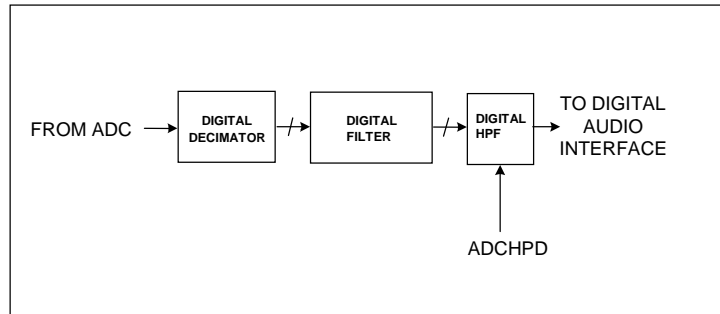 FROM ADC
DIGITAL
DECIMATOR
DIGITAL
FILTER
DIGITAL
HPF
TO DIGITAL
AUDIO
INTERFACE
ADCHPD